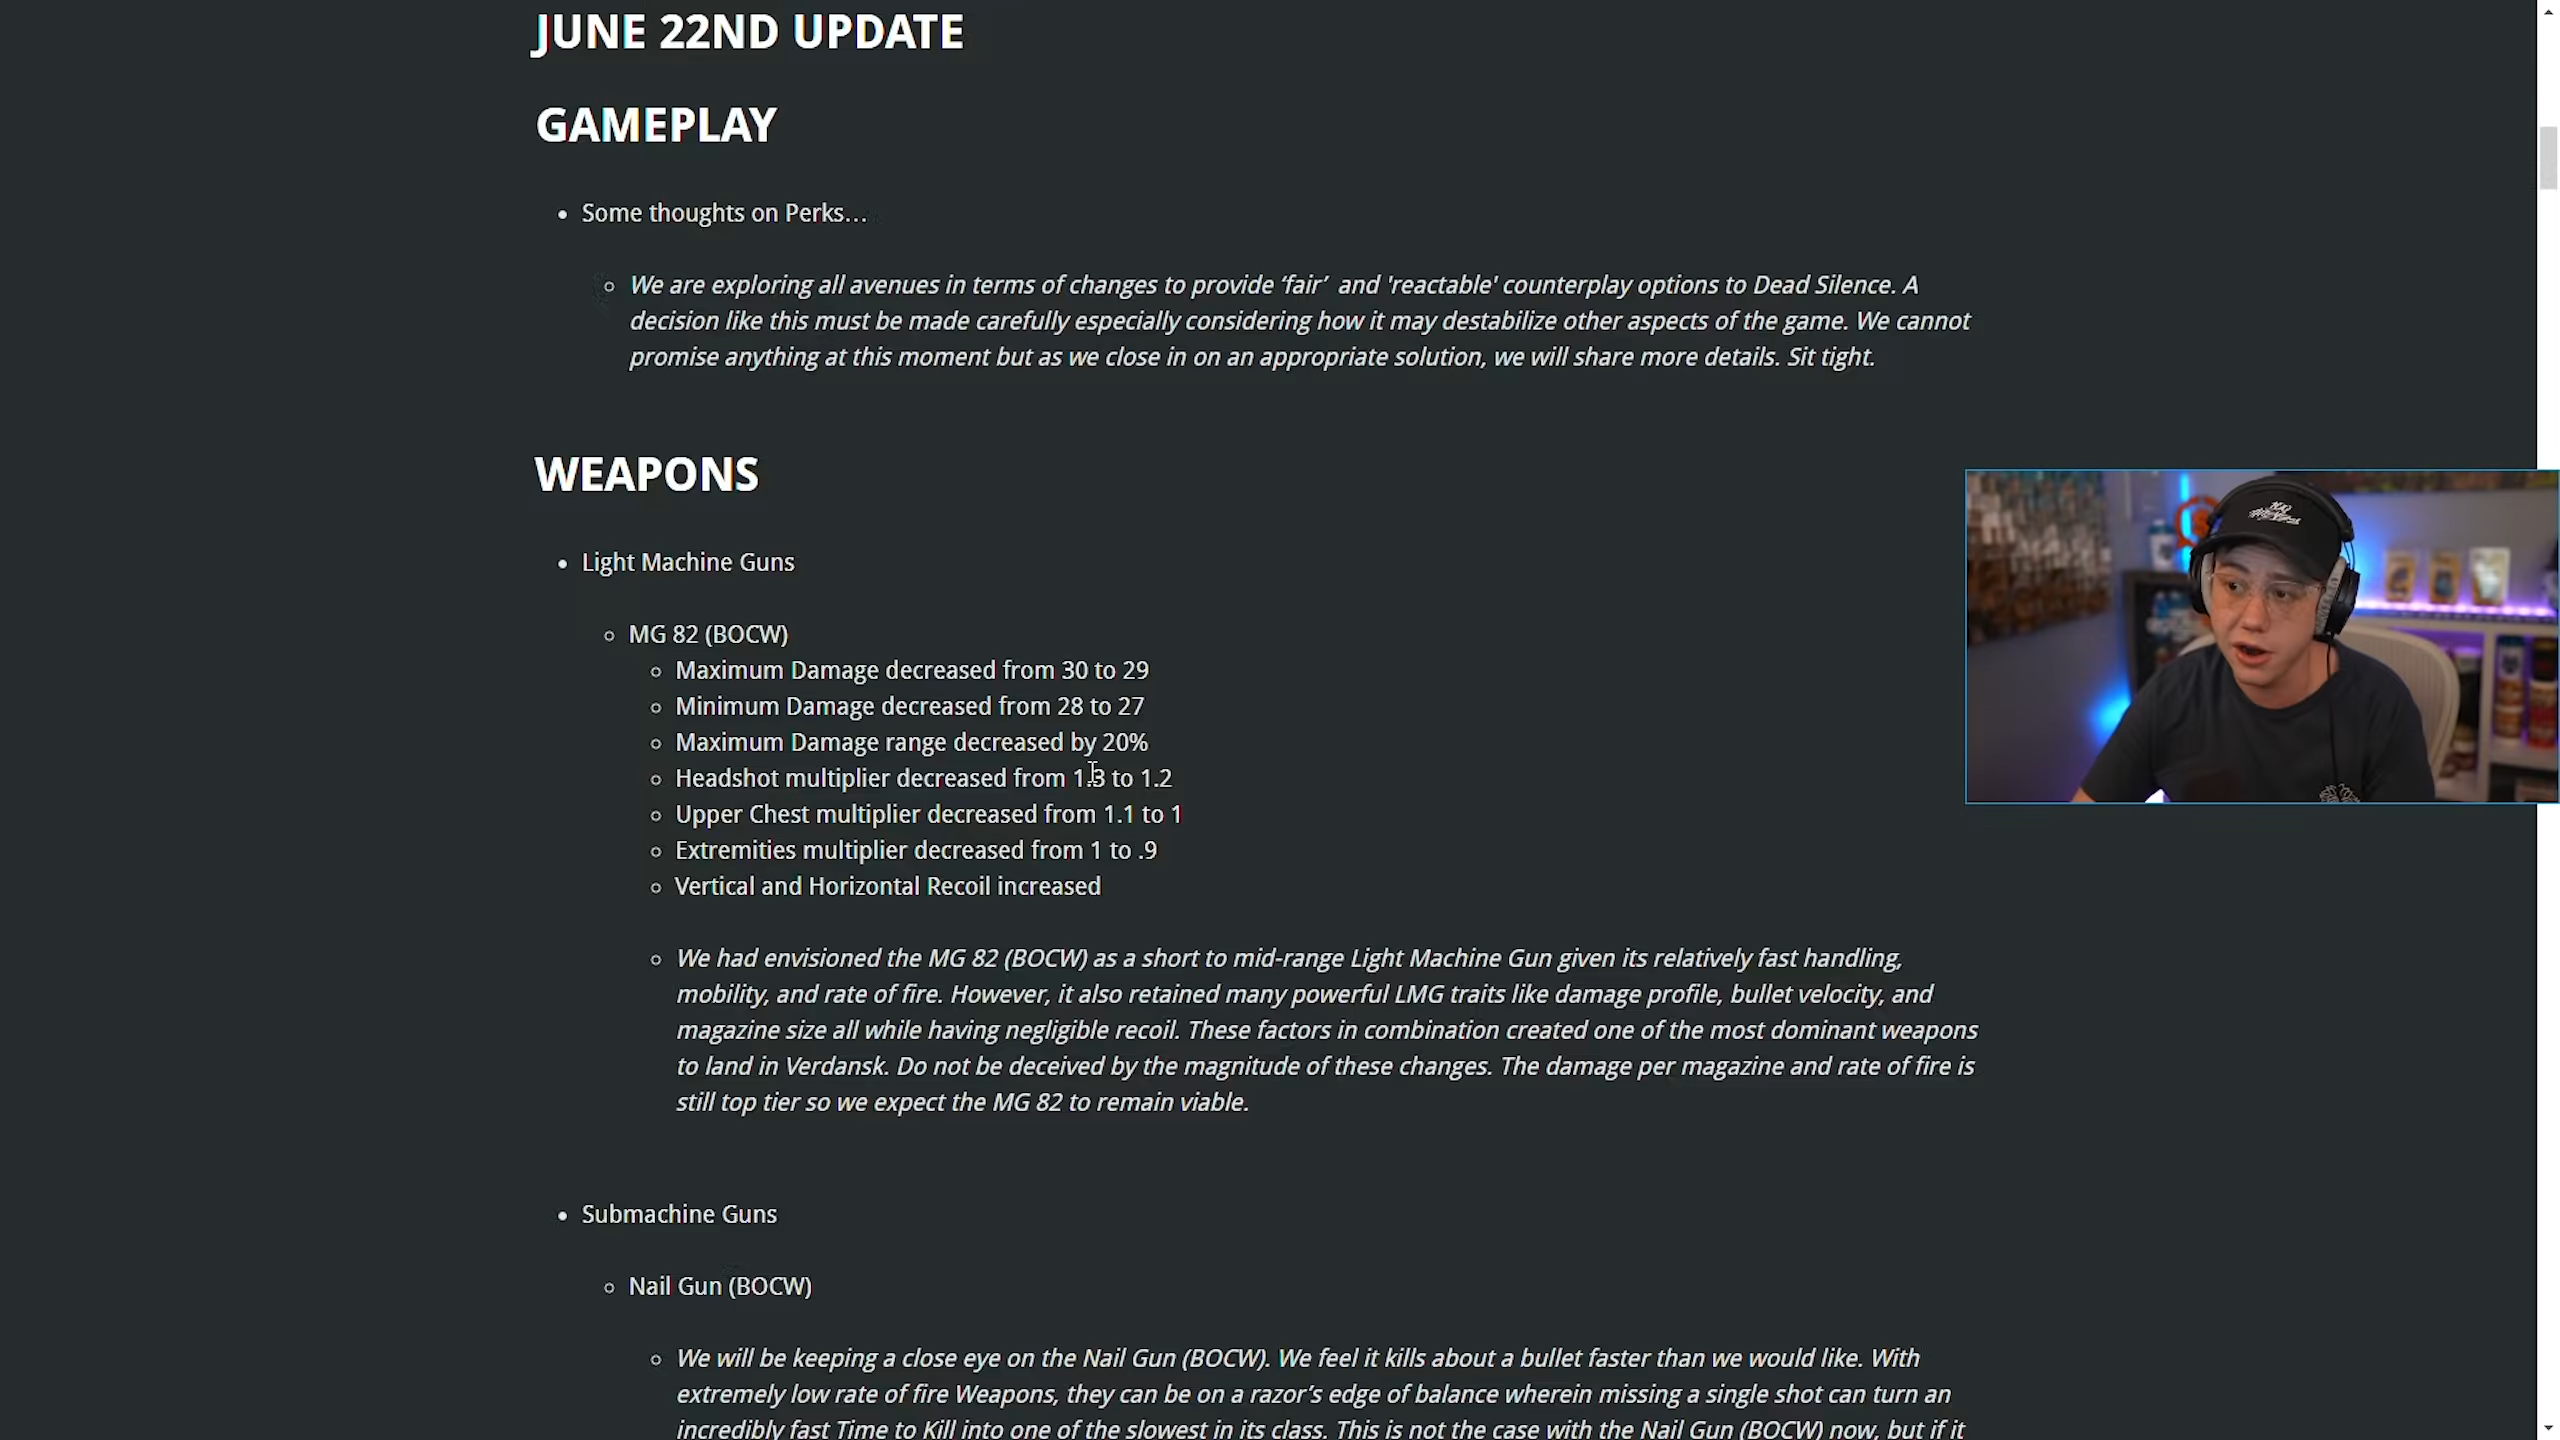 JUNE 22ND UPDATE
GAMEPLAY
Some thoughts on Perks…
We are exploring all avenues in terms of changes to provide ‘fair’ and 'reactable' counterplay options to Dead Silence. A
decision like this must be made carefully especially considering how it may destabilize other aspects of the game. We cannot
promise anything at this moment but as we close in on an appropriate solution, we will share more details. Sit tight.
WEAPONS
Light Machine Guns
MG 82 (BOCW)
Maximum Damage decreased from 30 to 29
Minimum Damage decreased from 28 to 27
Maximum Damage range decreased by 20%
Headshot multiplier decreased from 1.3 to 1.2
Upper Chest multiplier decreased from 1.1 to 1
Extremities multiplier decreased from 1 to .9
Vertical and Horizontal Recoil increased
We had envisioned the MG 82 (BOCW) as a short to mid-range Light Machine Gun given its relatively fast handling,
mobility, and rate of fire. However, it also retained many powerful LMG traits like damage profile, bullet velocity, and
magazine size all while having negligible recoil. These factors in combination created one of the most dominant weapons
to land in Verdansk. Do not be deceived by the magnitude of these changes. The damage per magazine and rate of fire is
still top tier so we expect the MG 82 to remain viable.
Submachine Guns
Nail Gun (BOCW)
We will be keeping a close eye on the Nail Gun (BOCW). We feel it kills about a bullet faster than we would like. With
extremely low rate of fire Weapons, they can be on a razor’s edge of balance wherein missing a single shot can turn an
incredibly fast Time to Kill into one of the slowest in its class. This is not the case with the Nail Gun (BOCW) now, but if it